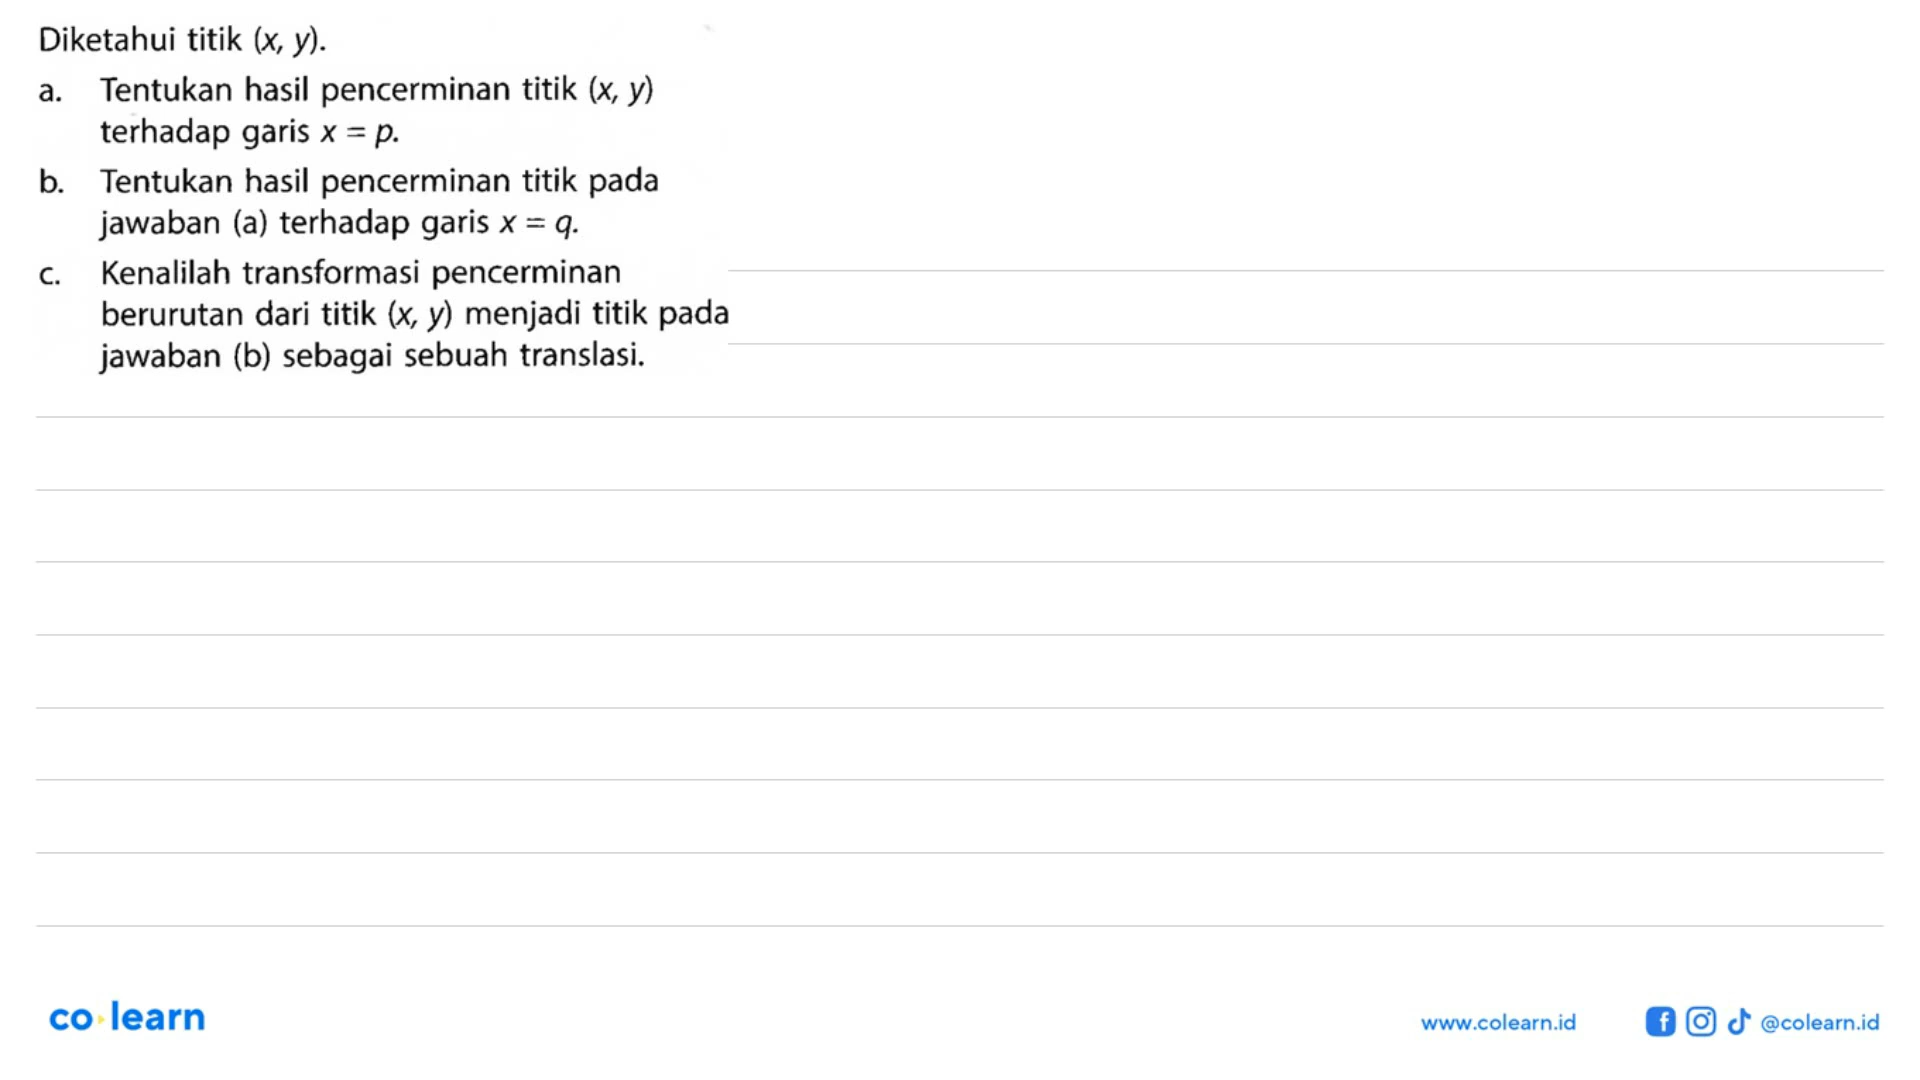 Diketahui titik (x, y).
a. Tentukan hasil pencerminan titik (x, y)
terhadap garis x = p.
b. Tentukan hasil pencerminan titik pada
jawaban (a) terhadap garis x = q.
c. Kenalilah transformasi pencerminan
berurutan dari titik (x, y) menjadi titik pada
jawaban (b) sebagai sebuah translasi.
co learn
www.colearn.id
@colearn.id